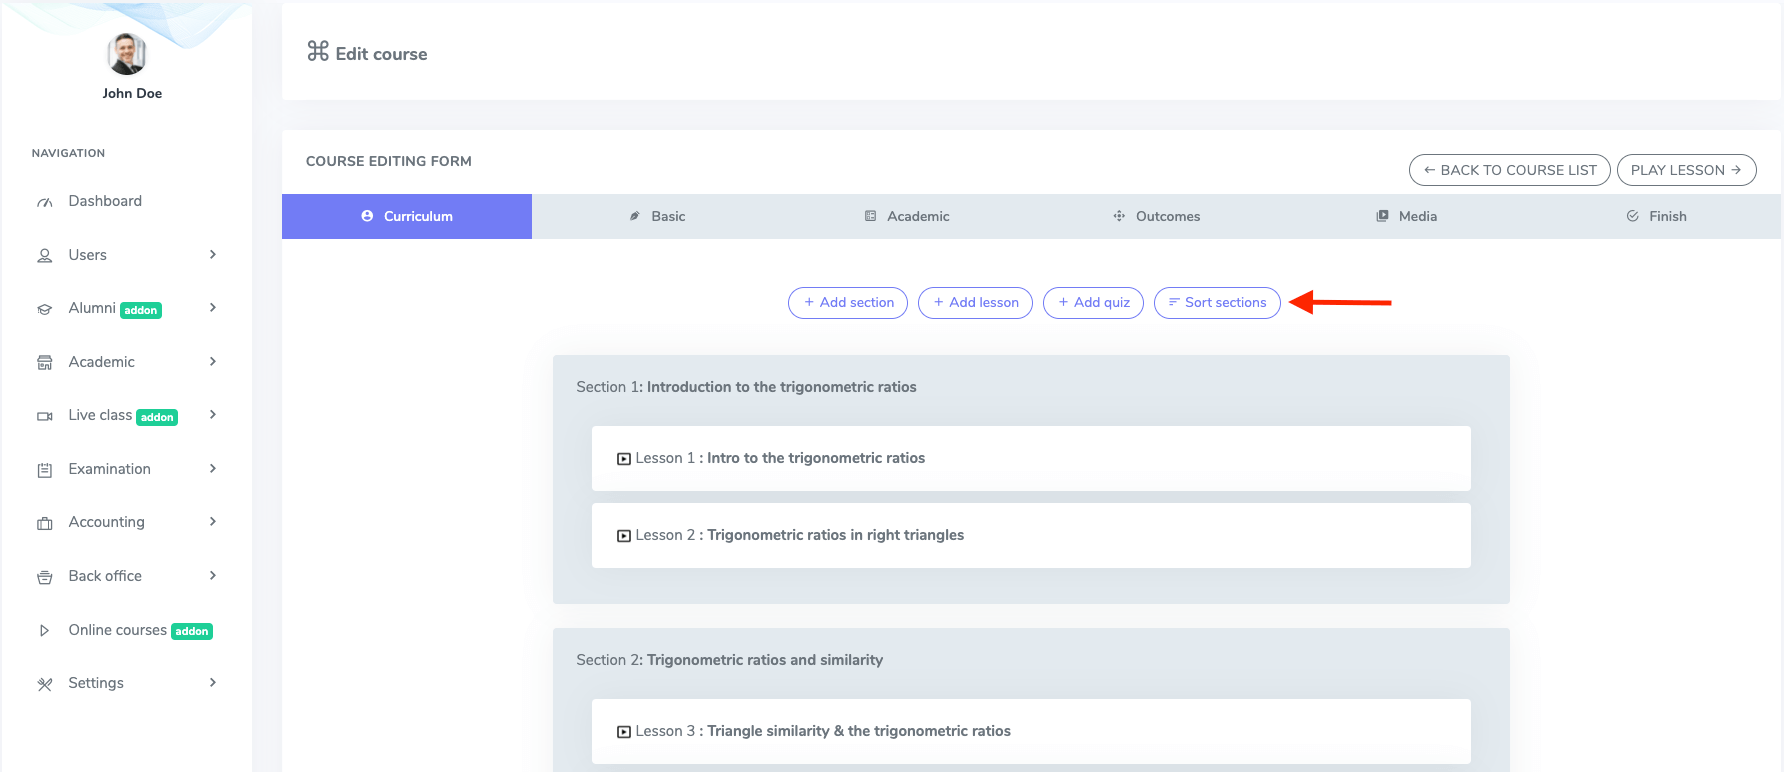 John Doe
NAVIGATION
Dashboard
Users
Alumni addon
Academic
Live class addon
Examination
Accounting
Back office
Online courses addon
Settings
Edit course
COURSE EDITING FORM
BACK TO COURSE LIST
PLAY LESSON
Curriculum
Basic
Academic
Outcomes
Media
Finish
+ Add section
+ Add lesson
+ Add quiz
Sort sections
Section 1: Introduction to the trigonometric ratios
Lesson 1 : Intro to the trigonometric ratios
Lesson 2 : Trigonometric ratios in right triangles
Section 2: Trigonometric ratios and similarity
Lesson 3 : Triangle similarity & the trigonometric ratios